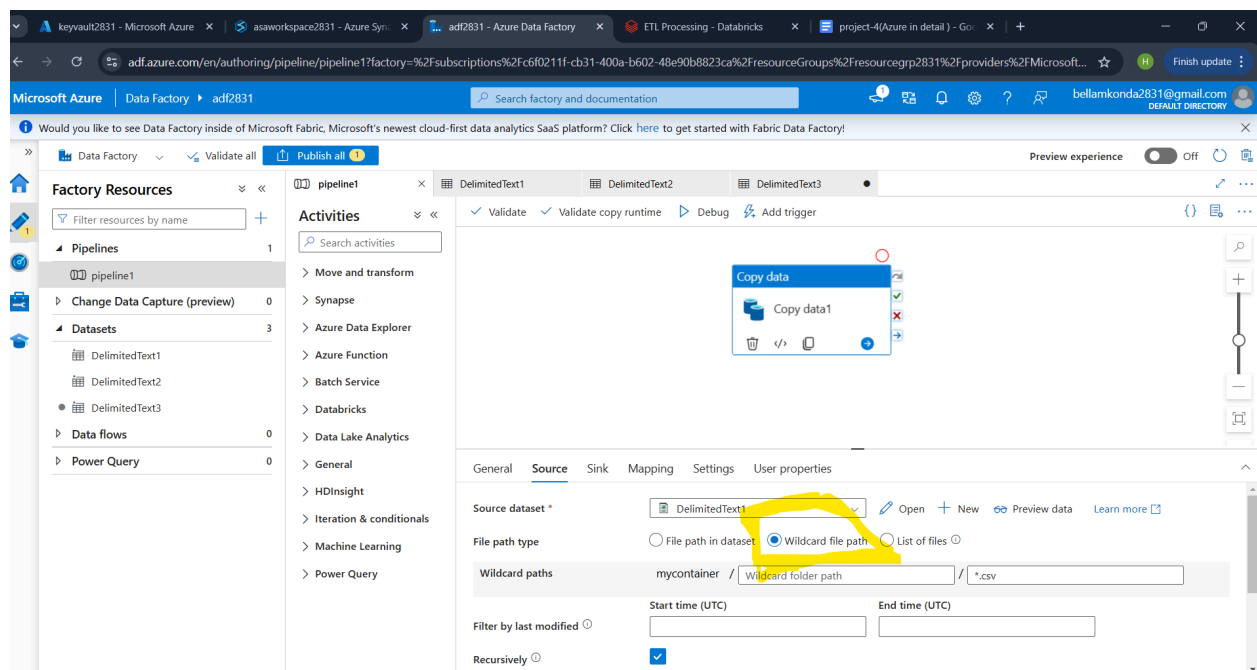 keyvault2831 - Microsoft Azure
asaworkspace2831 - Azure Syna
adf2831 - Azure Data Factory
ETL Processing - Databricks
project-4(Azure in detail ) - Goo
adf.azure.com/en/authoring/pipeline/pipeline1?factory=%2Fsubscriptions%2Fc6f0211f-cb31-400a-b602-48e90b8823ca%2FresourceGroups%2Fresourcegrp2831%2Fproviders%2FMicrosoft...
H
Finish update
Microsoft Azure
Data Factory
adf2831
Search factory and documentation
1
bellamkonda2831@gmail.com
DEFAULT DIRECTORY
Would you like to see Data Factory inside of Microsoft Fabric, Microsoft's newest cloud-first data analytics SaaS platform? Click here to get started with Fabric Data Factory!
Data Factory
Validate all
Publish all 1
Preview experience
Off
1
Factory Resources
Filter resources by name
Pipelines 1
pipeline1
Change Data Capture (preview) 0
Datasets 3
DelimitedText1
DelimitedText2
DelimitedText3
Data flows 0
Power Query 0
pipeline1
DelimitedText1
DelimitedText2
DelimitedText3
Activities
Search activities
Move and transform
Synapse
Azure Data Explorer
Azure Function
Batch Service
Databricks
Data Lake Analytics
General
HDInsight
Iteration & conditionals
Machine Learning
Power Query
Validate
Validate copy runtime
Debug
Add trigger
Copy data
Copy data1
General
Source
Sink
Mapping
Settings
User properties
Source dataset *
DelimitedText1
Open
New
Preview data
Learn more
File path type
File path in dataset
Wildcard file path
List of files
Wildcard paths
mycontainer / Wildcard folder path / *.csv
Start time (UTC)
End time (UTC)
Filter by last modified
Recursively